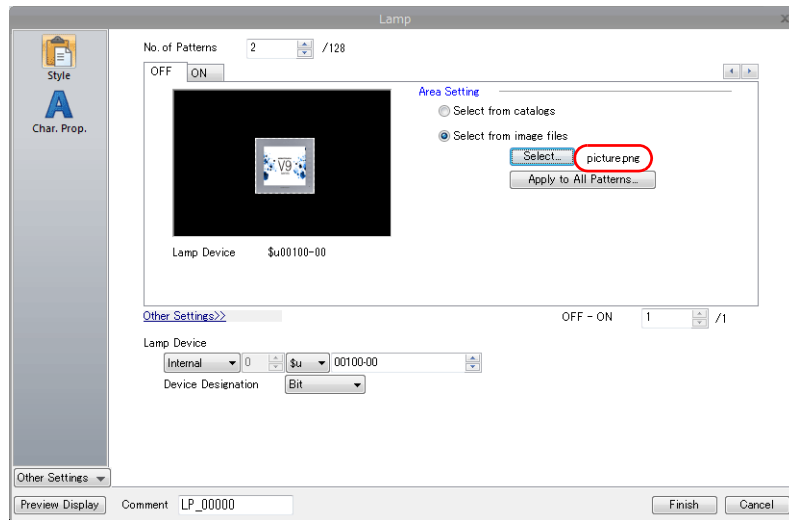 Lamp
Style
Char. Prop.
No. of Patterns 2 /128
OFF ON
Area Setting
Select from catalogs
Select from image files
Select... picture.png
Apply to All Patterns...
V9
Lamp Device $u00100-00
Other Settings>> OFF - ON 1 /1
Lamp Device
Internal 0 $u 00100-00
Device Designation Bit
Other Settings
Preview Display Comment LP_00000 Finish Cancel